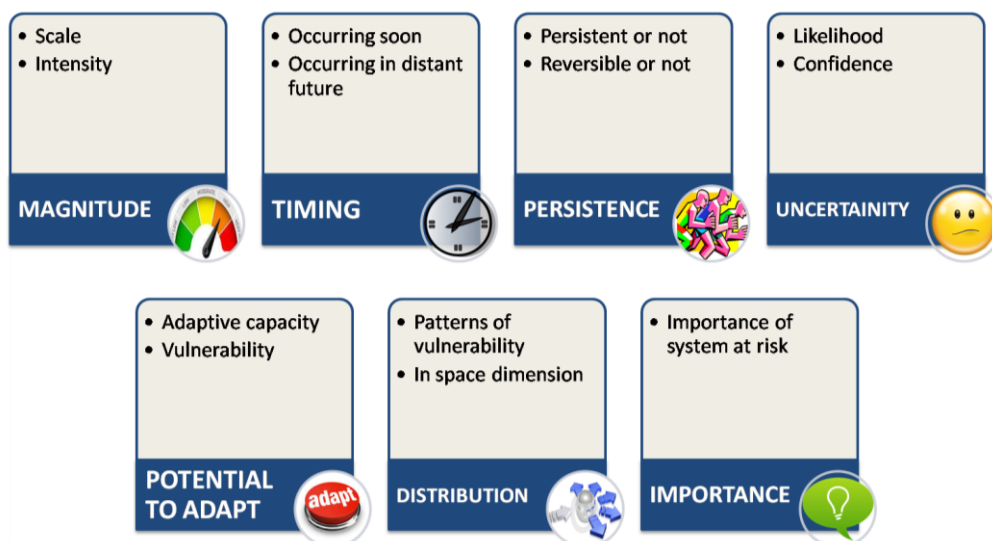 • Scale
• Intensity
MAGNITUDE
• Occurring soon
• Occurring in distant
future
TIMING
• Persistent or not
• Reversible or not
PERSISTENCE
• Likelihood
• Confidence
UNCERTAINITY
• Adaptive capacity
• Vulnerability
POTENTIAL
TO ADAPT
adapt
• Patterns of
vulnerability
• In space dimension
DISTRIBUTION
• Importance of
system at risk
IMPORTANCE